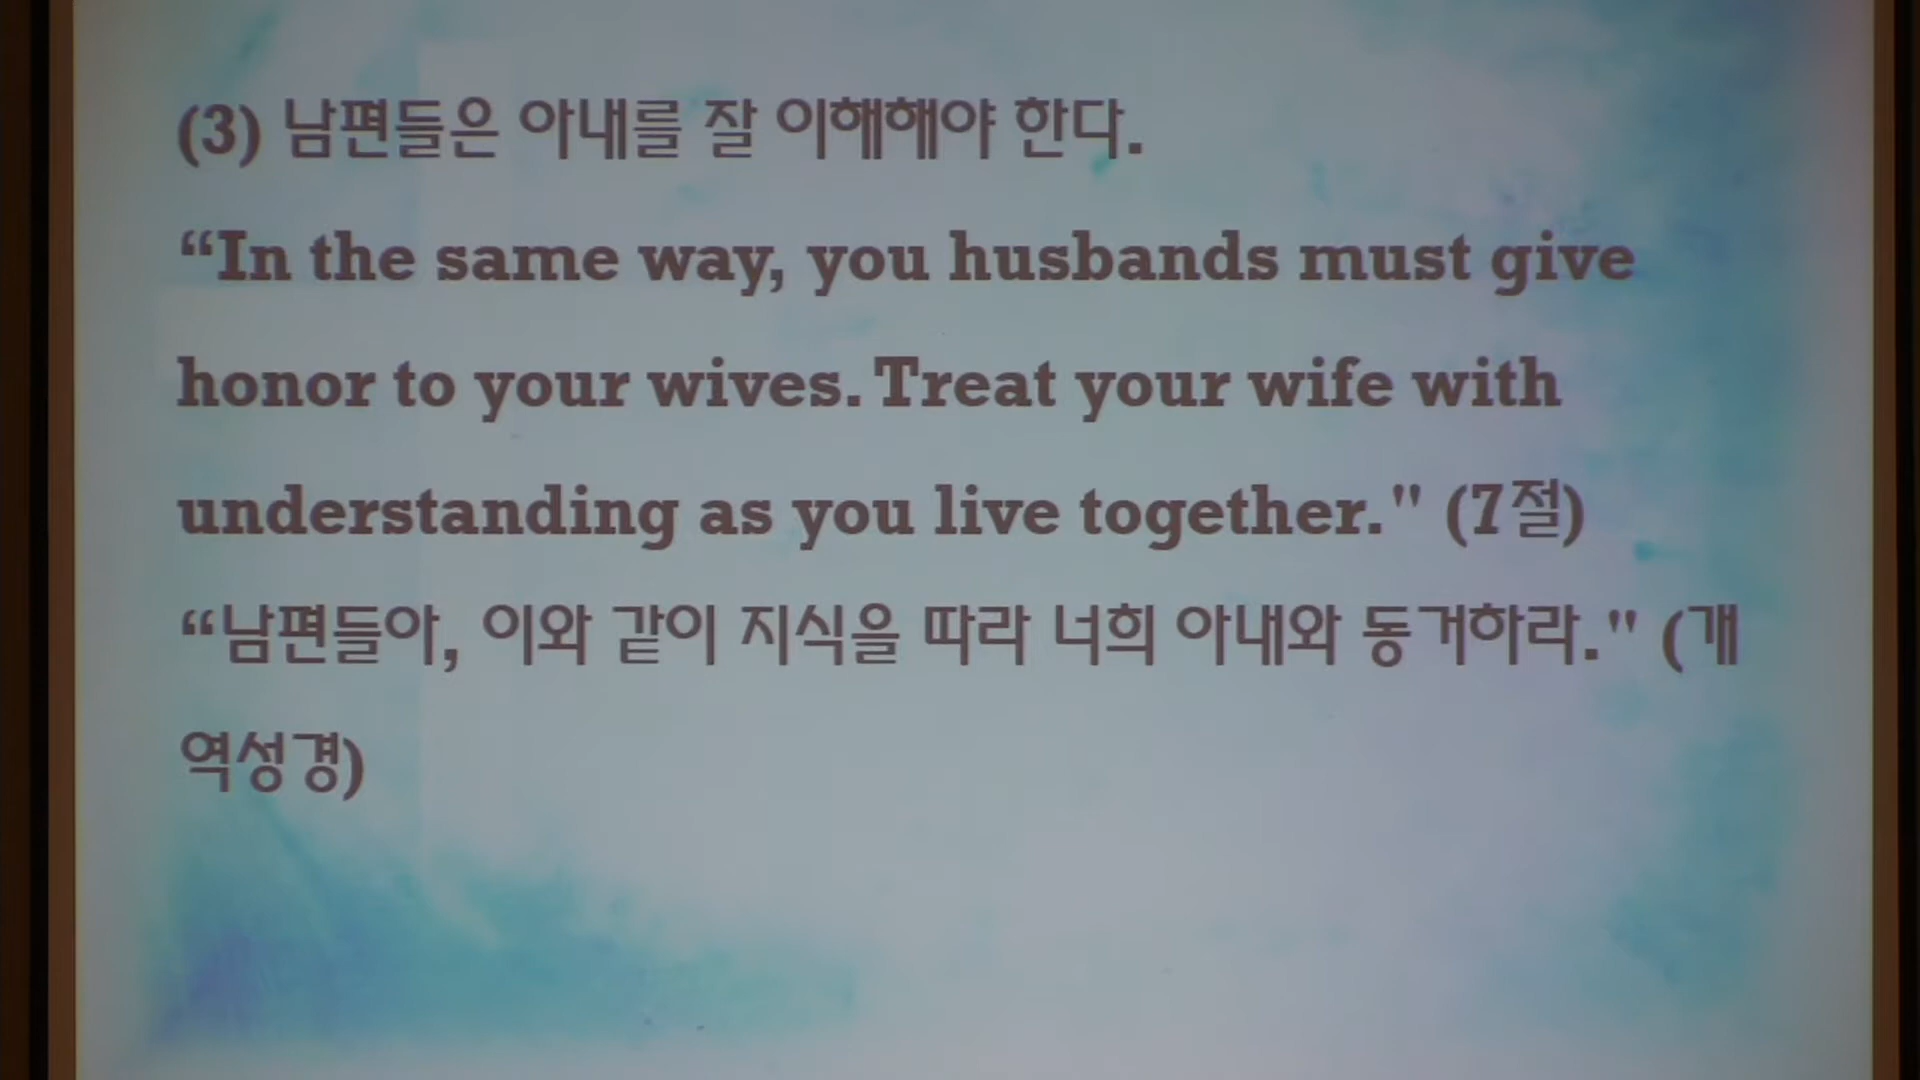 (3) 남편들은 아내를 잘 이해해야 한다.
“In the same way, you husbands must give
honor to your wives. Treat your wife with
understanding as you live together." (7절)
“남편들아, 이와 같이 지식을 따라 너희 아내와 동거하라." (개
역성경)